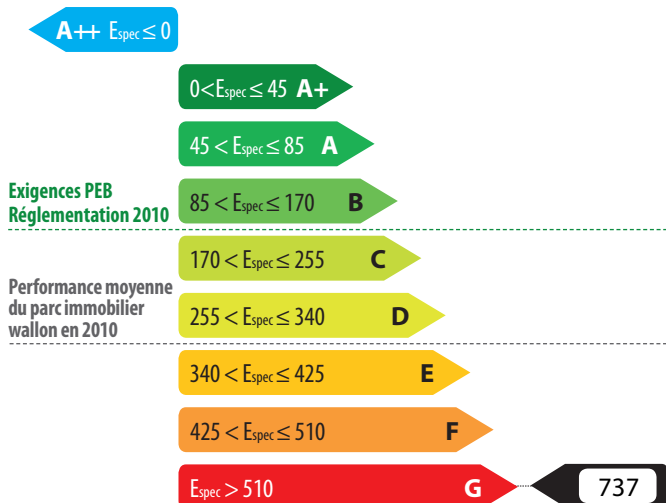 A++ Espec ≤ 0
0 < Espec ≤ 45 A+
45 < Espec ≤ 85 A
Exigences PEB
Réglementation 2010
85 < Espec ≤ 170 B
170 < Espec ≤ 255 C
Performance moyenne
du parc immobilier
wallon en 2010
255 < Espec ≤ 340 D
340 < Espec ≤ 425 E
425 < Espec ≤ 510 F
Espec > 510 G
737